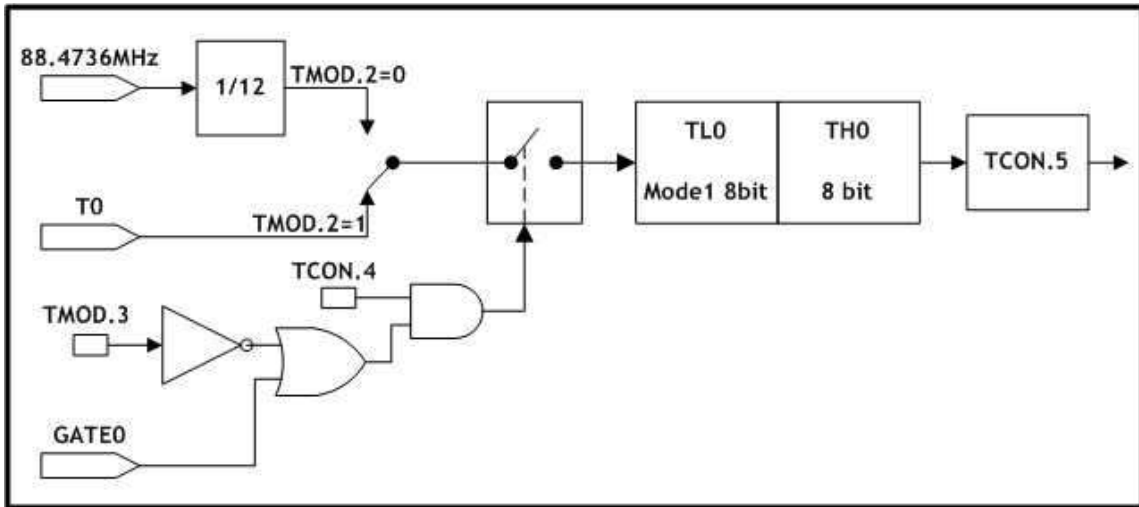 88.4736MHz
1/12
TMOD.2=0
TL0
TH0
TCON.5
Mode1 8bit
8 bit
T0
TMOD.2=1
TCON.4
TMOD.3
GATE0